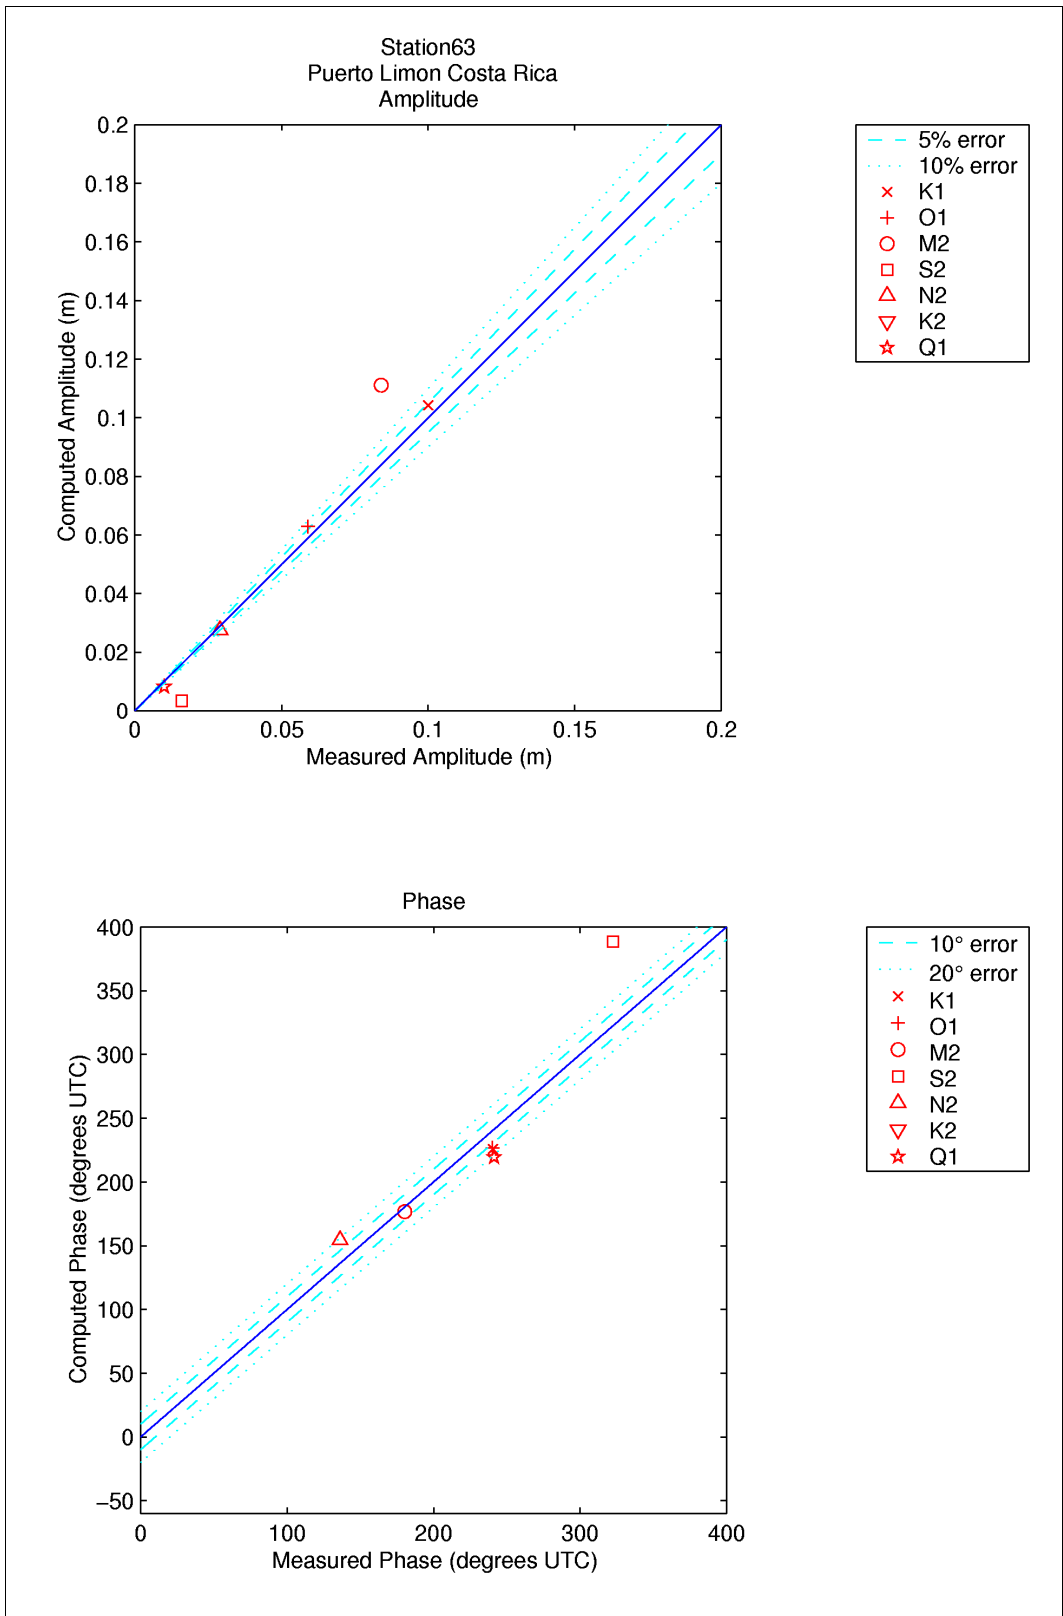 Station63
Puerto Limon Costa Rica
Amplitude
0.2
0.18
0.16
0.14
0.12
0.1
0.08
0.06
0.04
0.02
0
Computed Amplitude (m)
0 0.05 0.1 0.15 0.2
Measured Amplitude (m)
5% error
10% error
K1
O1
M2
S2
N2
K2
Q1
Phase
400
350
300
250
200
150
100
50
0
−50
Computed Phase (degrees UTC)
0 100 200 300 400
Measured Phase (degrees UTC)
10° error
20° error
K1
O1
M2
S2
N2
K2
Q1